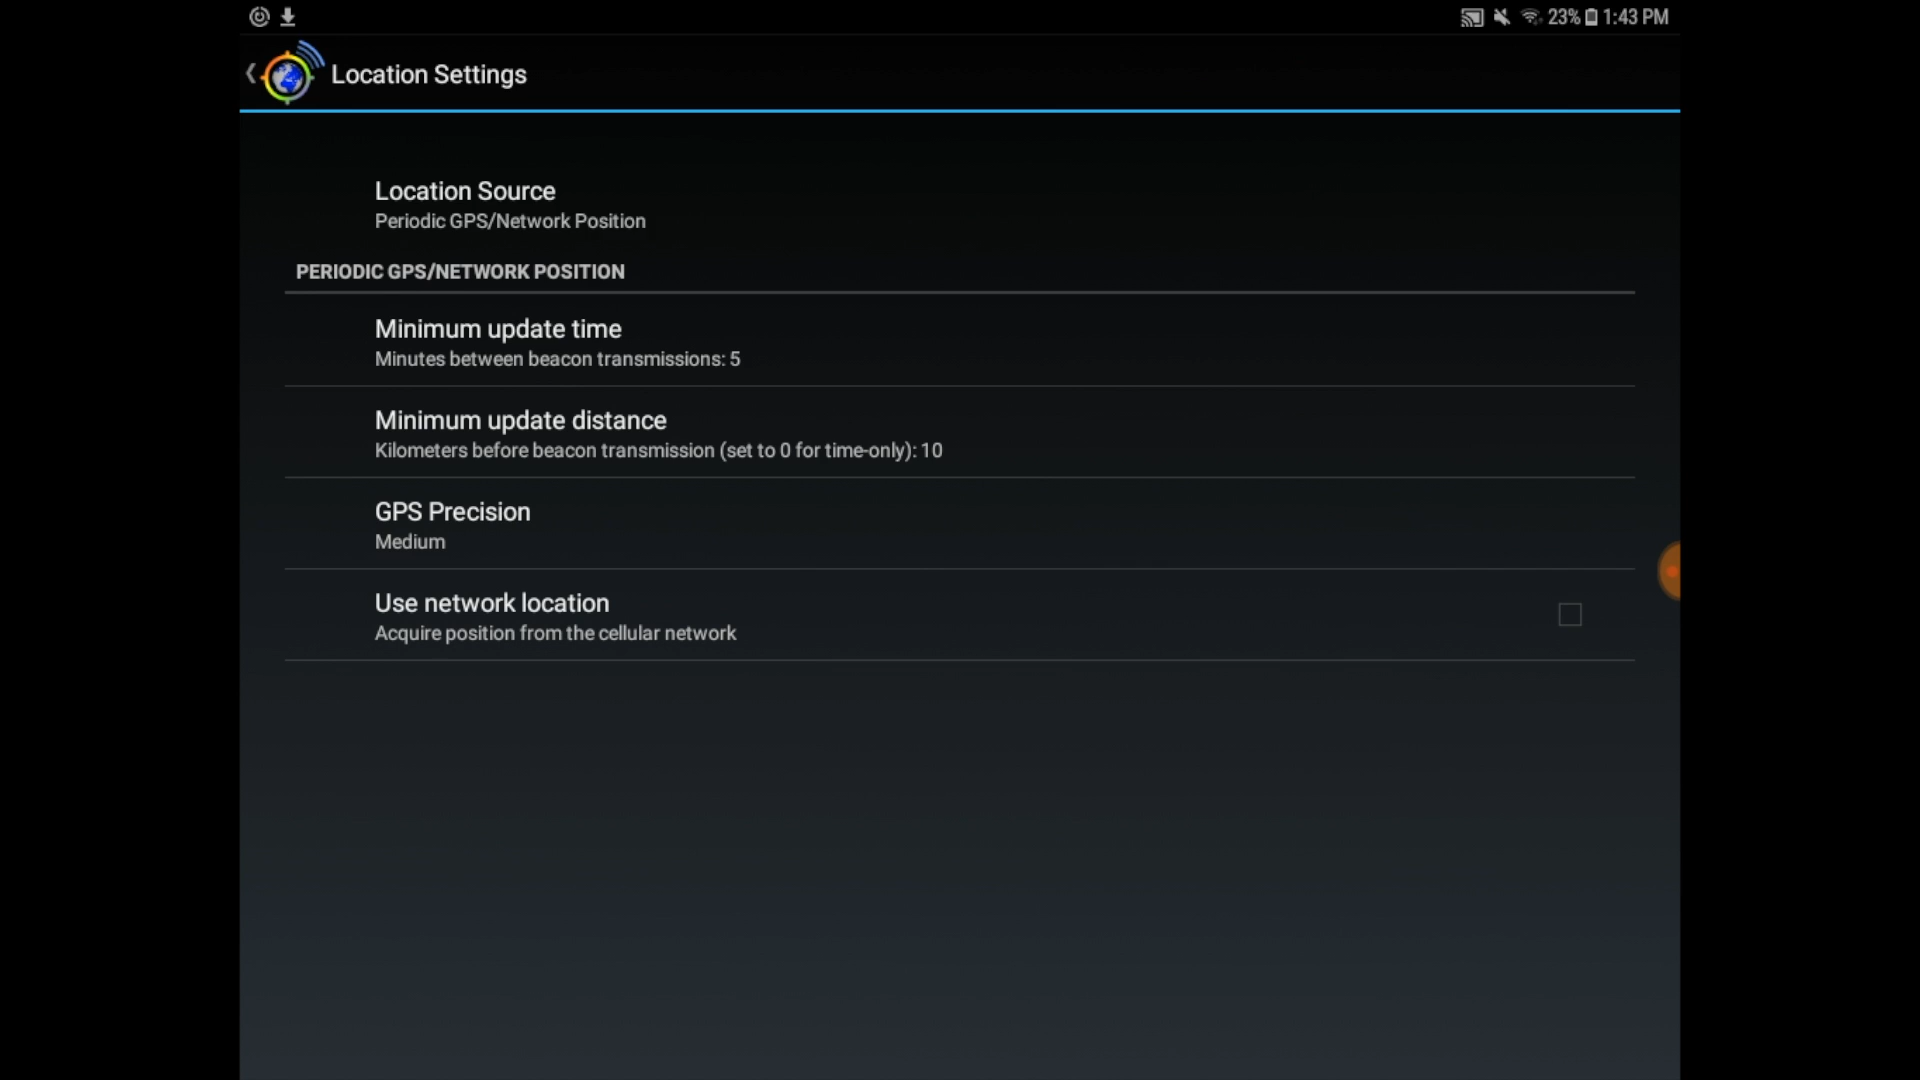 23% 1:43 PM
Location Settings
Location Source
Periodic GPS/Network Position
PERIODIC GPS/NETWORK POSITION
Minimum update time
Minutes between beacon transmissions: 5
Minimum update distance
Kilometers before beacon transmission (set to 0 for time-only): 10
GPS Precision
Medium
Use network location
Acquire position from the cellular network